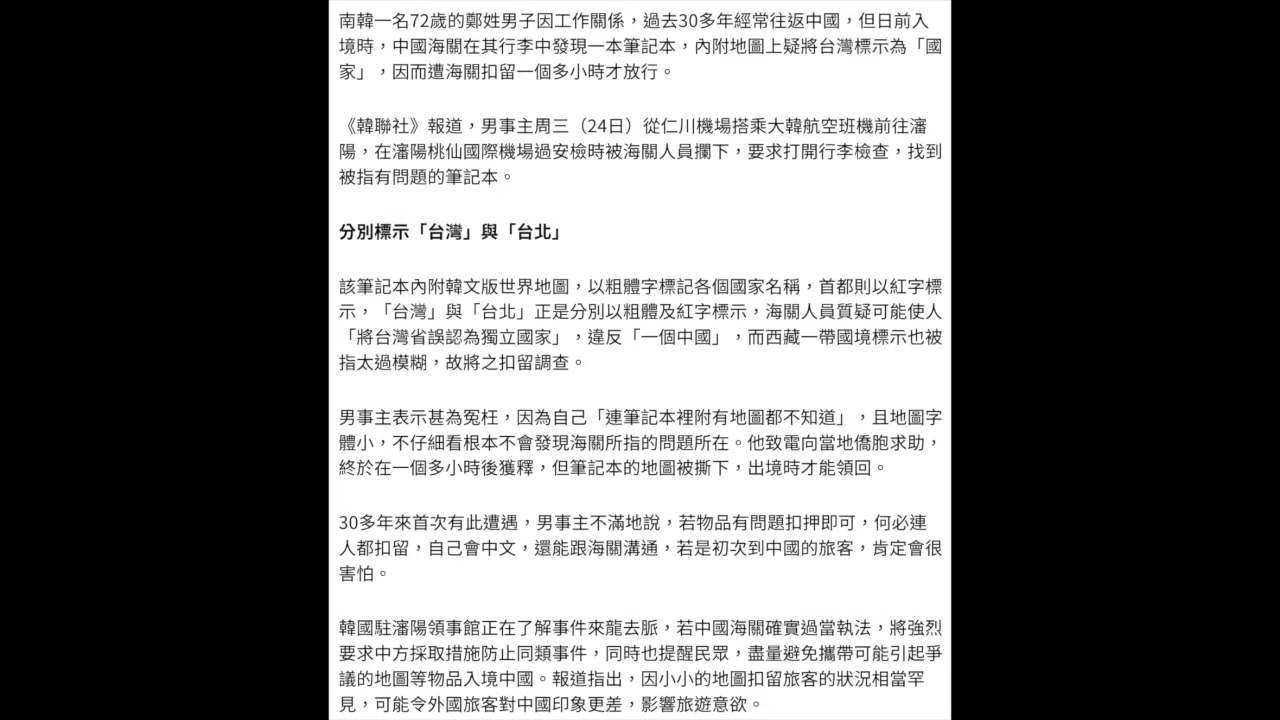 南韓一名72歲的鄭姓男子因工作關係，過去30多年經常往返中國，但日前入
境時，中國海關在其行李中發現一本筆記本，內附地圖上疑將台灣標示為「國
家」，因而遭海關扣留一個多小時才放行。
《韓聯社》報道，男事主周三（24日）從仁川機場搭乘大韓航空班機前往瀋
陽，在瀋陽桃仙國際機場過安檢時被海關人員攔下，要求打開行李檢查，找到
被指有問題的筆記本。
分別標示「台灣」與「台北」
該筆記本內附韓文版世界地圖，以粗體字標記各個國家名稱，首都則以紅字標
示，「台灣」與「台北」正是分別以粗體及紅字標示，海關人員質疑可能使人
「將台灣省誤認為獨立國家」，違反「一個中國」，而西藏一帶國境標示也被
指太過模糊，故將之扣留調查。
男事主表示甚為冤枉，因為自己「連筆記本裡附有地圖都不知道」，且地圖字
體小，不仔細看根本不會發現海關所指的問題所在。他致電向當地僑胞求助，
終於在一個多小時後獲釋，但筆記本的地圖被撕下，出境時才能領回。
30多年來首次有此遭遇，男事主不滿地說，若物品有問題扣押即可，何必連
人都扣留，自己會中文，還能跟海關溝通，若是初次到中國的旅客，肯定會很
害怕。
韓國駐瀋陽領事館正在了解事件來龍去脈，若中國海關確實過當執法，將強烈
要求中方採取措施防止同類事件，同時也提醒民眾，盡量避免攜帶可能引起爭
議的地圖等物品入境中國。報道指出，因小小的地圖扣留旅客的狀況相當罕
見，可能令外國旅客對中國印象更差，影響旅遊意欲。